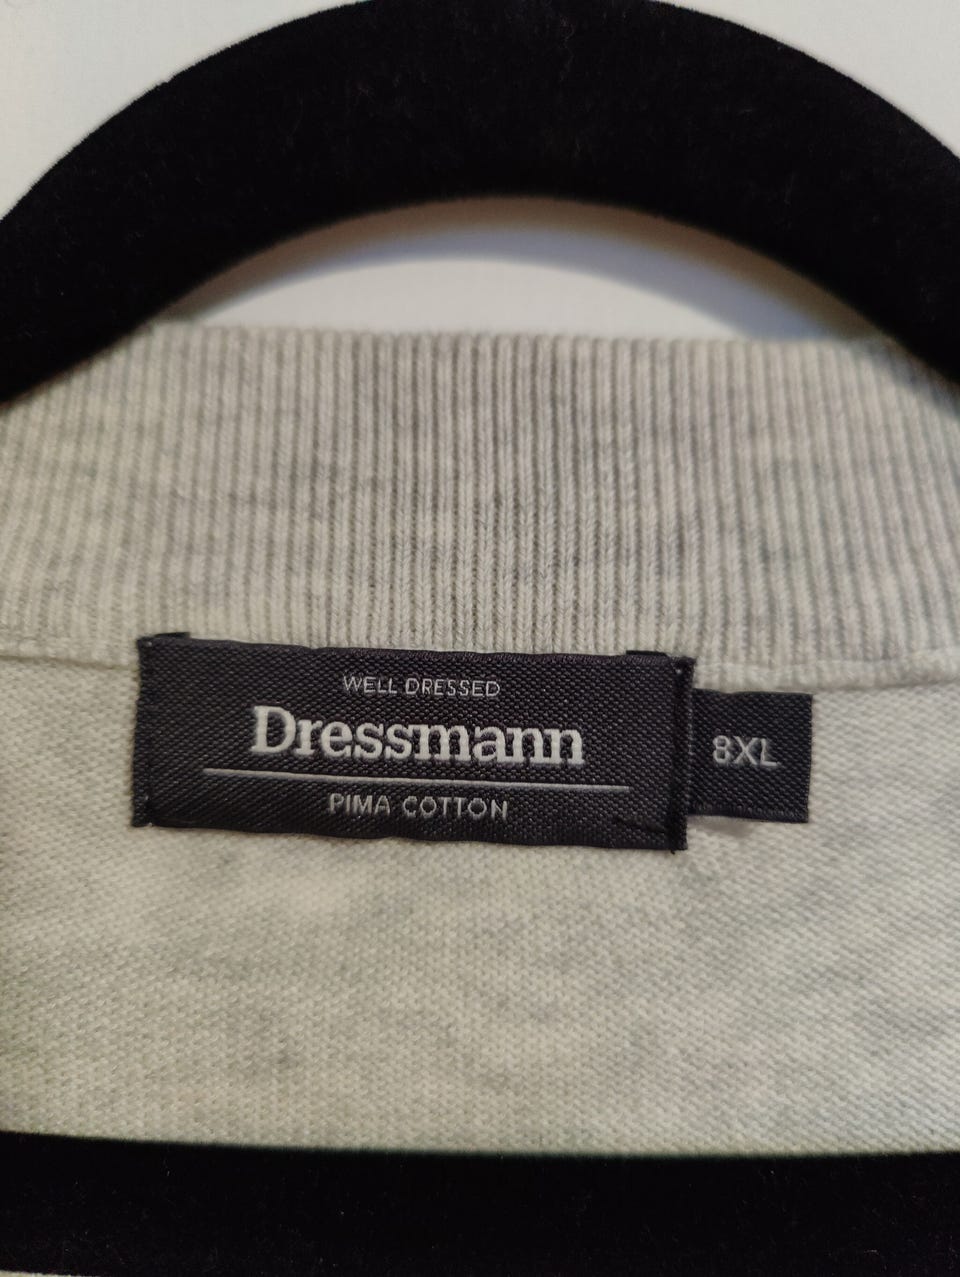 WELL DRESSED
Dressmann
PIMA COTTON
8XL